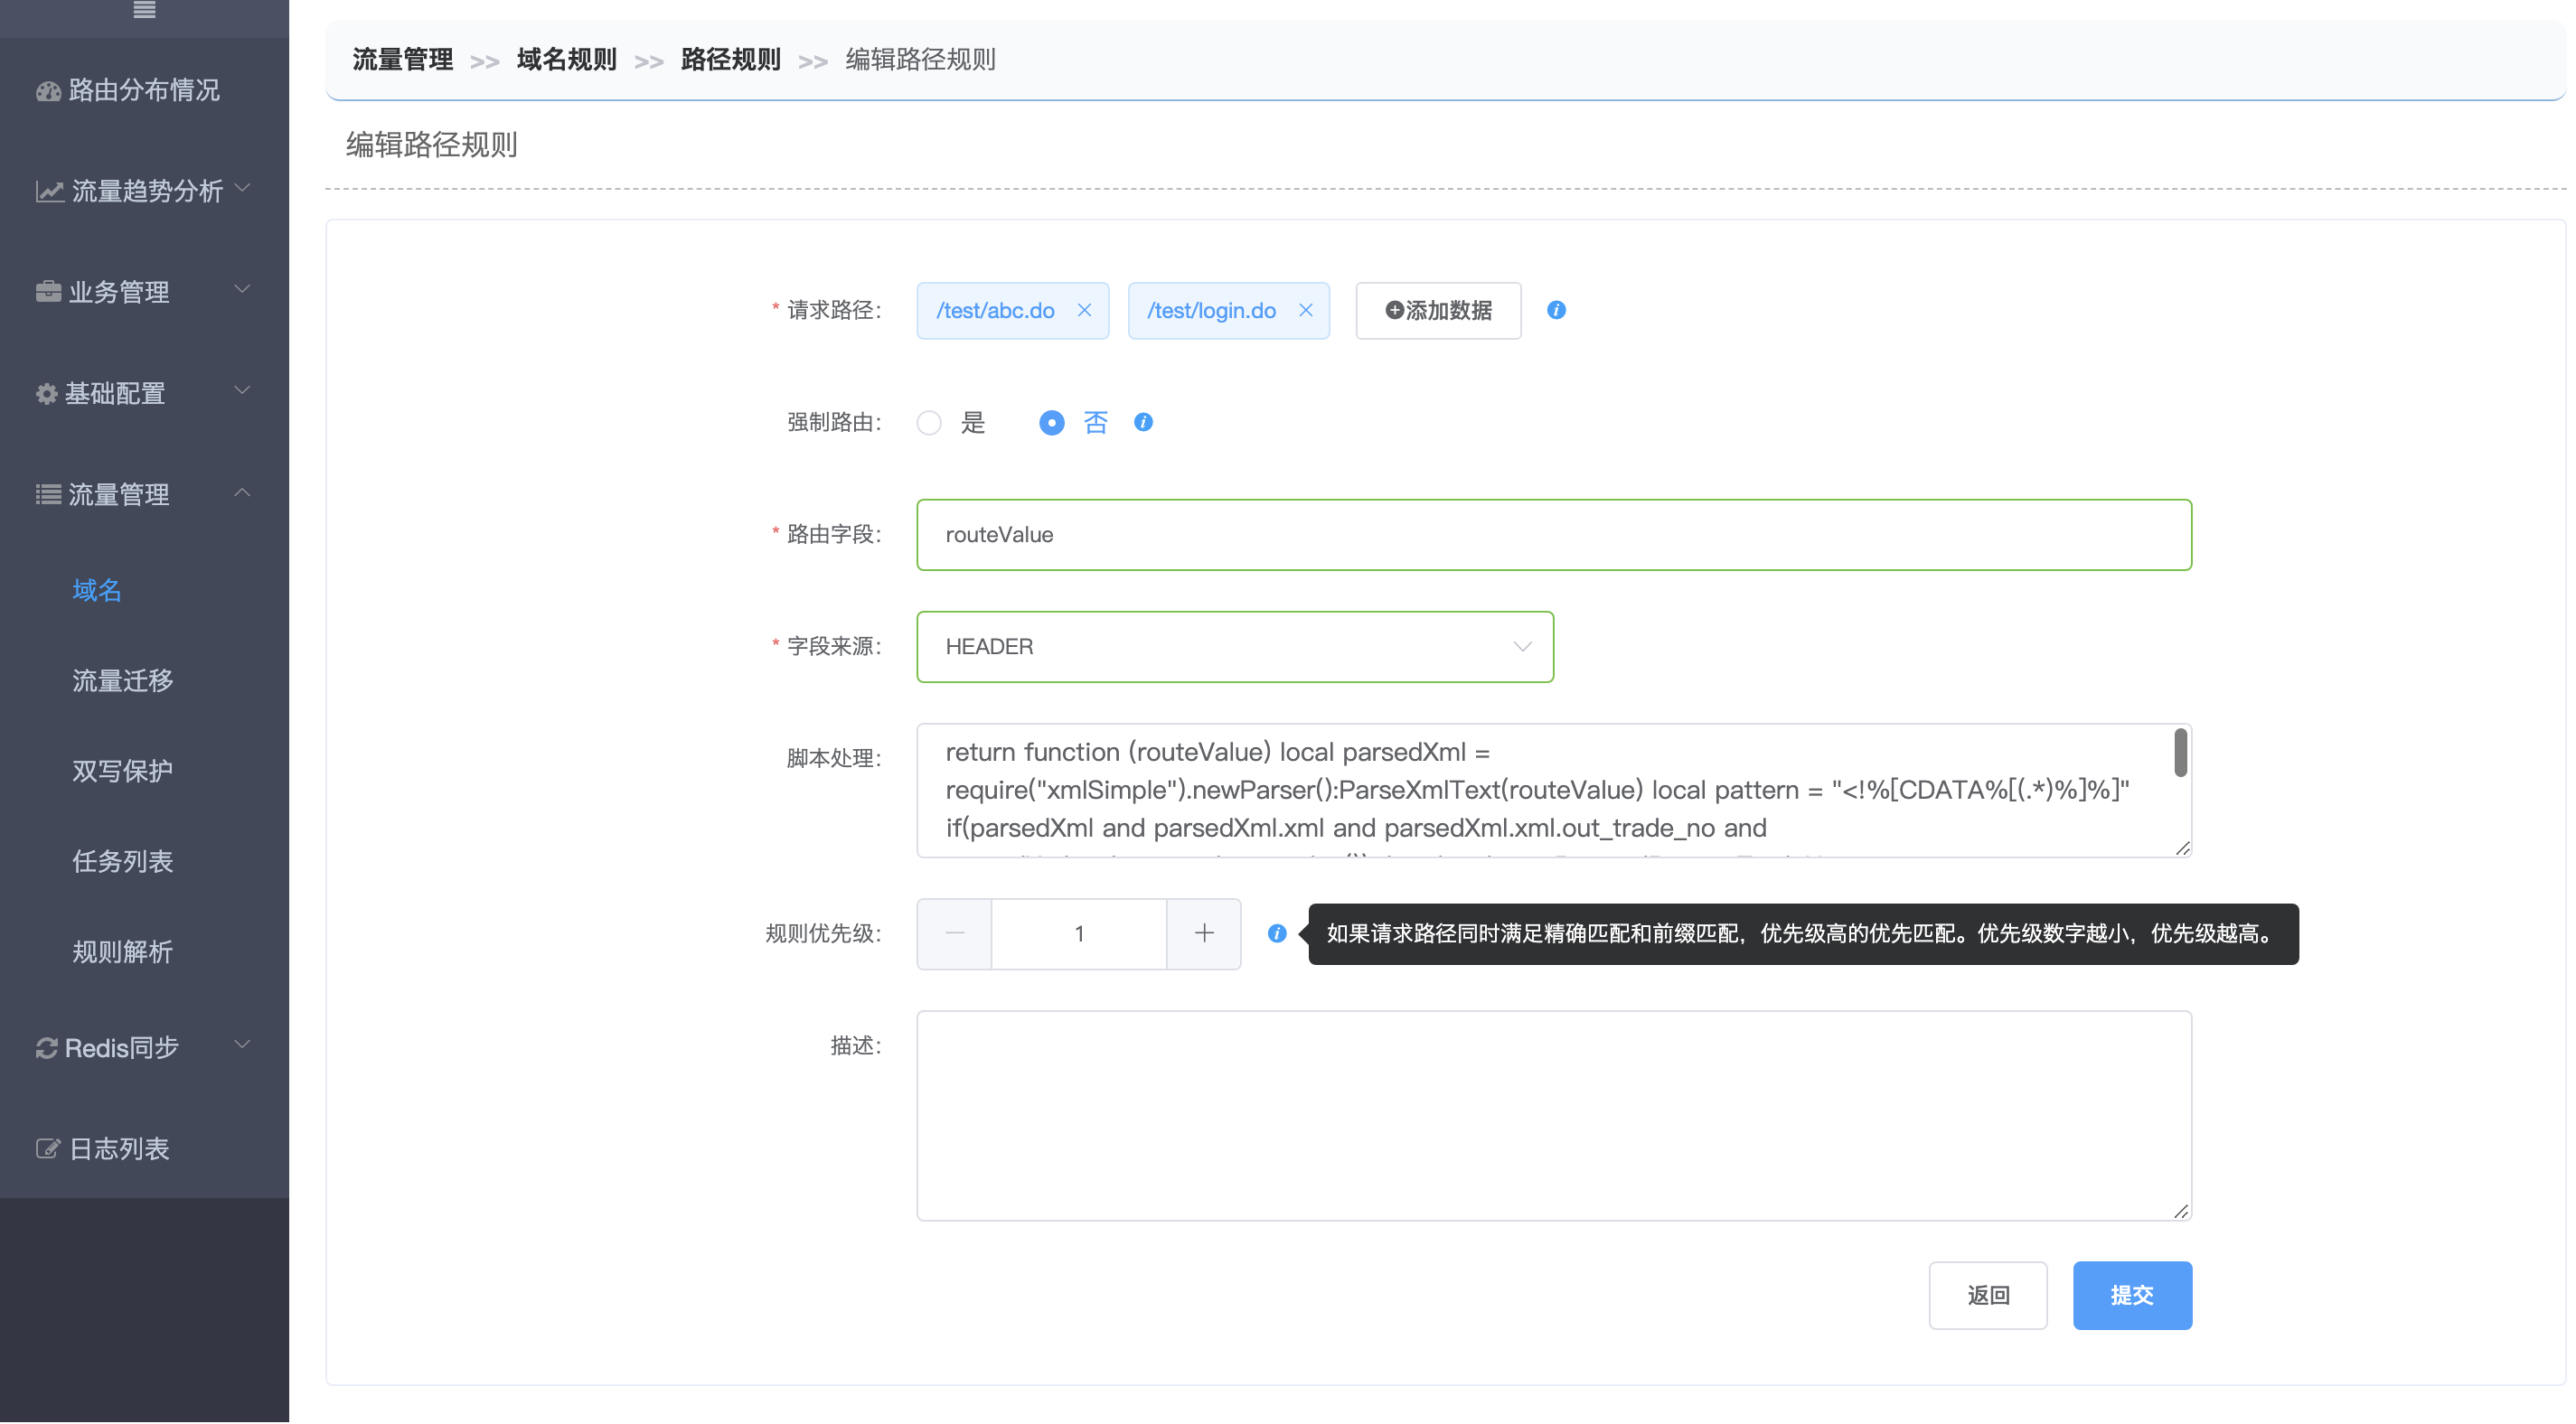 路由分布情况
流量趋势分析
业务管理
基础配置
流量管理
域名
流量迁移
双写保护
任务列表
规则解析
Redis同步
日志列表
流量管理 >> 域名规则 >> 路径规则 >> 编辑路径规则
编辑路径规则
* 请求路径: /test/abc.do × /test/login.do × 添加数据
强制路由: 是 否
* 路由字段: routeValue
* 字段来源: HEADER
脚本处理: return function (routeValue) local parsedXml =
require("xmlSimple").newParser():ParseXmlText(routeValue) local pattern = "<!%[CDATA%[(.*)%]%]"
if(parsedXml and parsedXml.xml and parsedXml.xml.out_trade_no and
规则优先级: — 1 + 如果请求路径同时满足精确匹配和前缀匹配，优先级高的优先匹配。优先级数字越小，优先级越高。
描述:
返回 提交